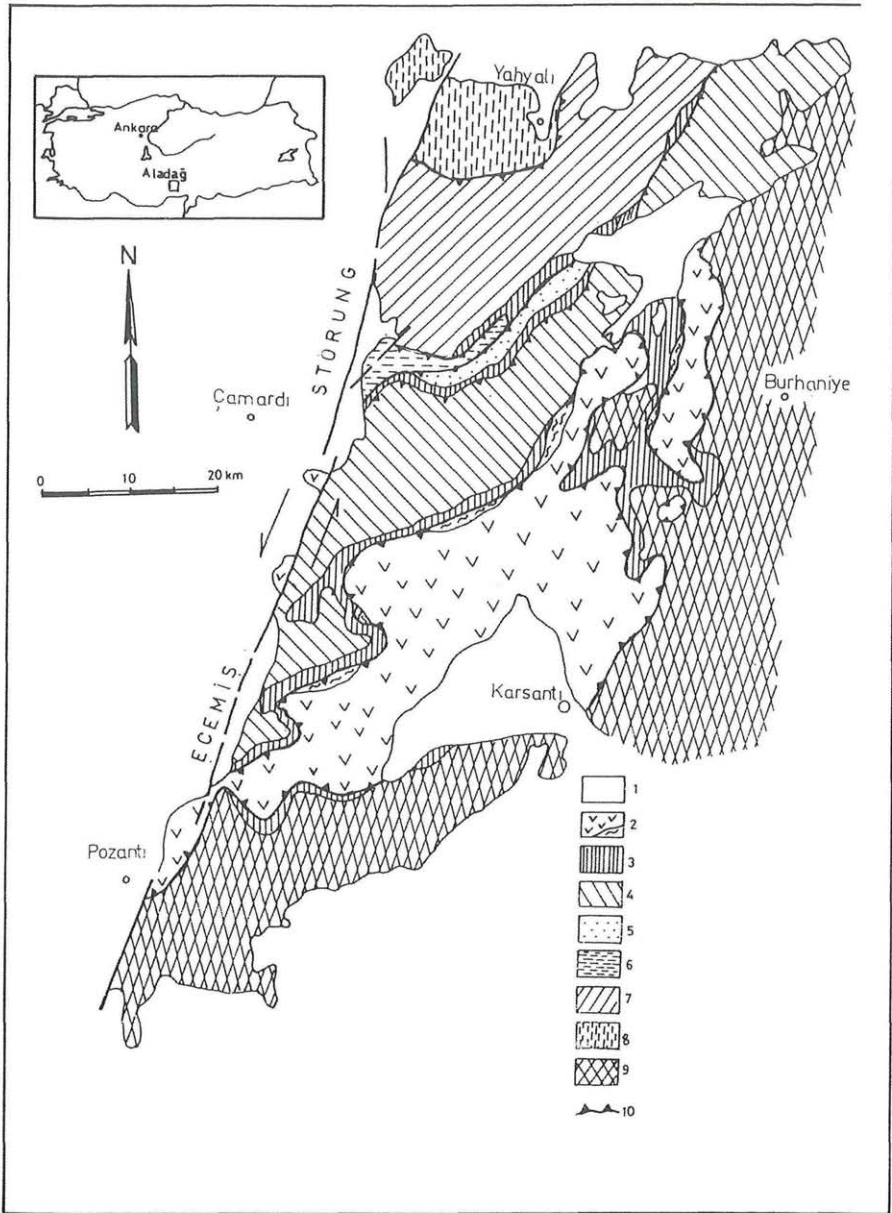 Yahyalı
Ankara
Aladağ
N
ECEMİŞ STÖRUNG
Çamardı
Burhaniye
0 10 20 km
Karsantı
Pozantı
1
2
3
4
5
6
7
8
9
10